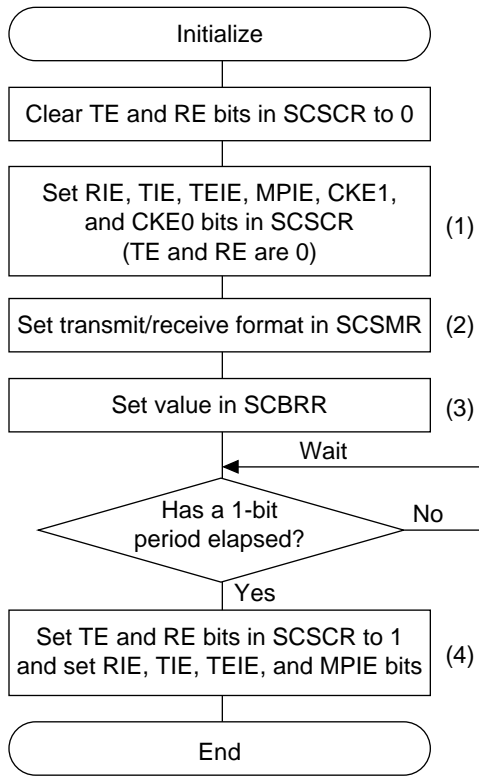 Initialize
Clear TE and RE bits in SCSCR to 0
Set RIE, TIE, TEIE, MPIE, CKE1,
and CKE0 bits in SCSCR
(TE and RE are 0)
(1)
Set transmit/receive format in SCSMR
(2)
Set value in SCBRR
(3)
Wait
Has a 1-bit
period elapsed?
No
Yes
Set TE and RE bits in SCSCR to 1
and set RIE, TIE, TEIE, and MPIE bits
(4)
End